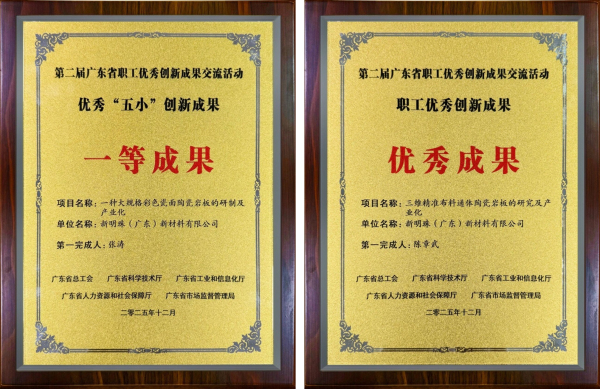 第二届广东省职工优秀创新成果交流活动
优秀“五小”创新成果
一等成果
项目名称：一种大规格彩色瓷面陶瓷岩板的研制及
产业化
单位名称：新明珠（广东）新材料有限公司
第一完成人：张涛
广东省总工会 广东省科学技术厅 广东省工业和信息化厅
广东省人力资源和社会保障厅 广东省市场监督管理局
二〇二五年十二月
第二届广东省职工优秀创新成果交流活动
职工优秀创新成果
优秀成果
项目名称：三维精准布料通体陶瓷岩板的研究及产
业化
单位名称：新明珠（广东）新材料有限公司
第一完成人：陈章武
广东省总工会 广东省科学技术厅 广东省工业和信息化厅
广东省人力资源和社会保障厅 广东省市场监督管理局
二〇二五年十二月